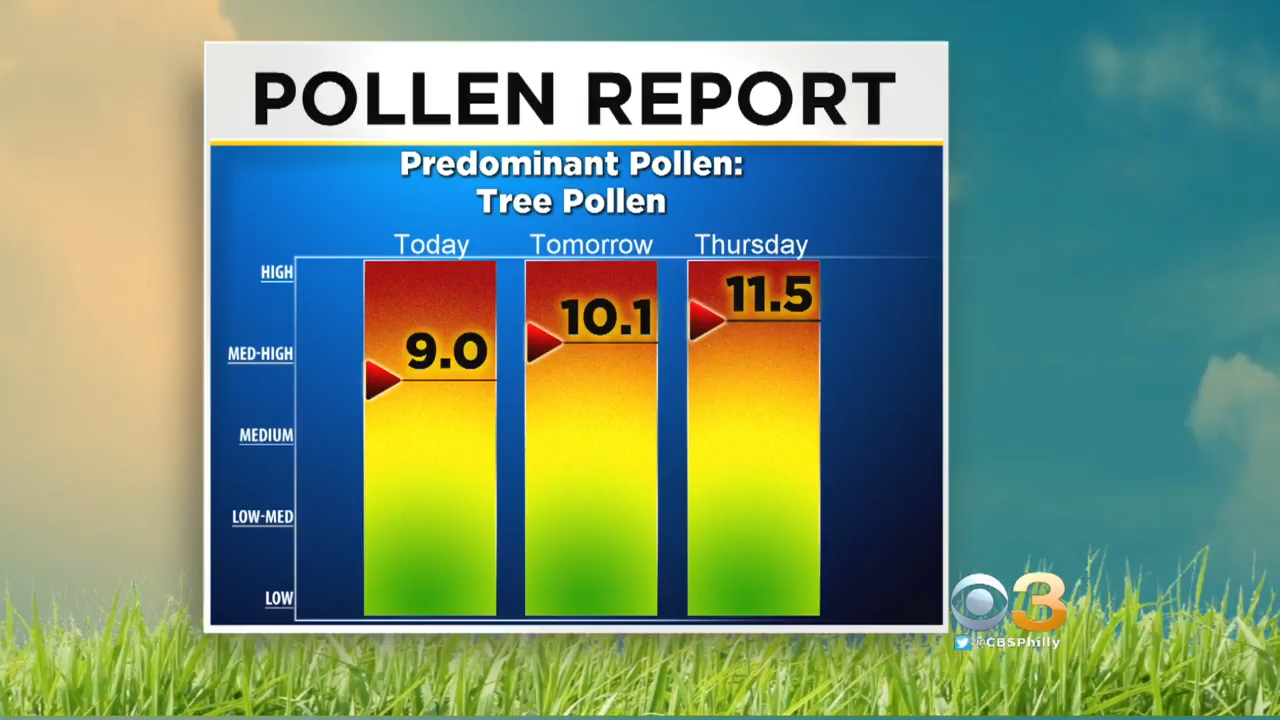 POLLEN REPORT
Predominant Pollen:
Tree Pollen
Today Tomorrow Thursday
HIGH
11.5
10.1
9.0
MED-HIGH
MEDIUM
LOW-MED
LOW
3
@CBSPhilly